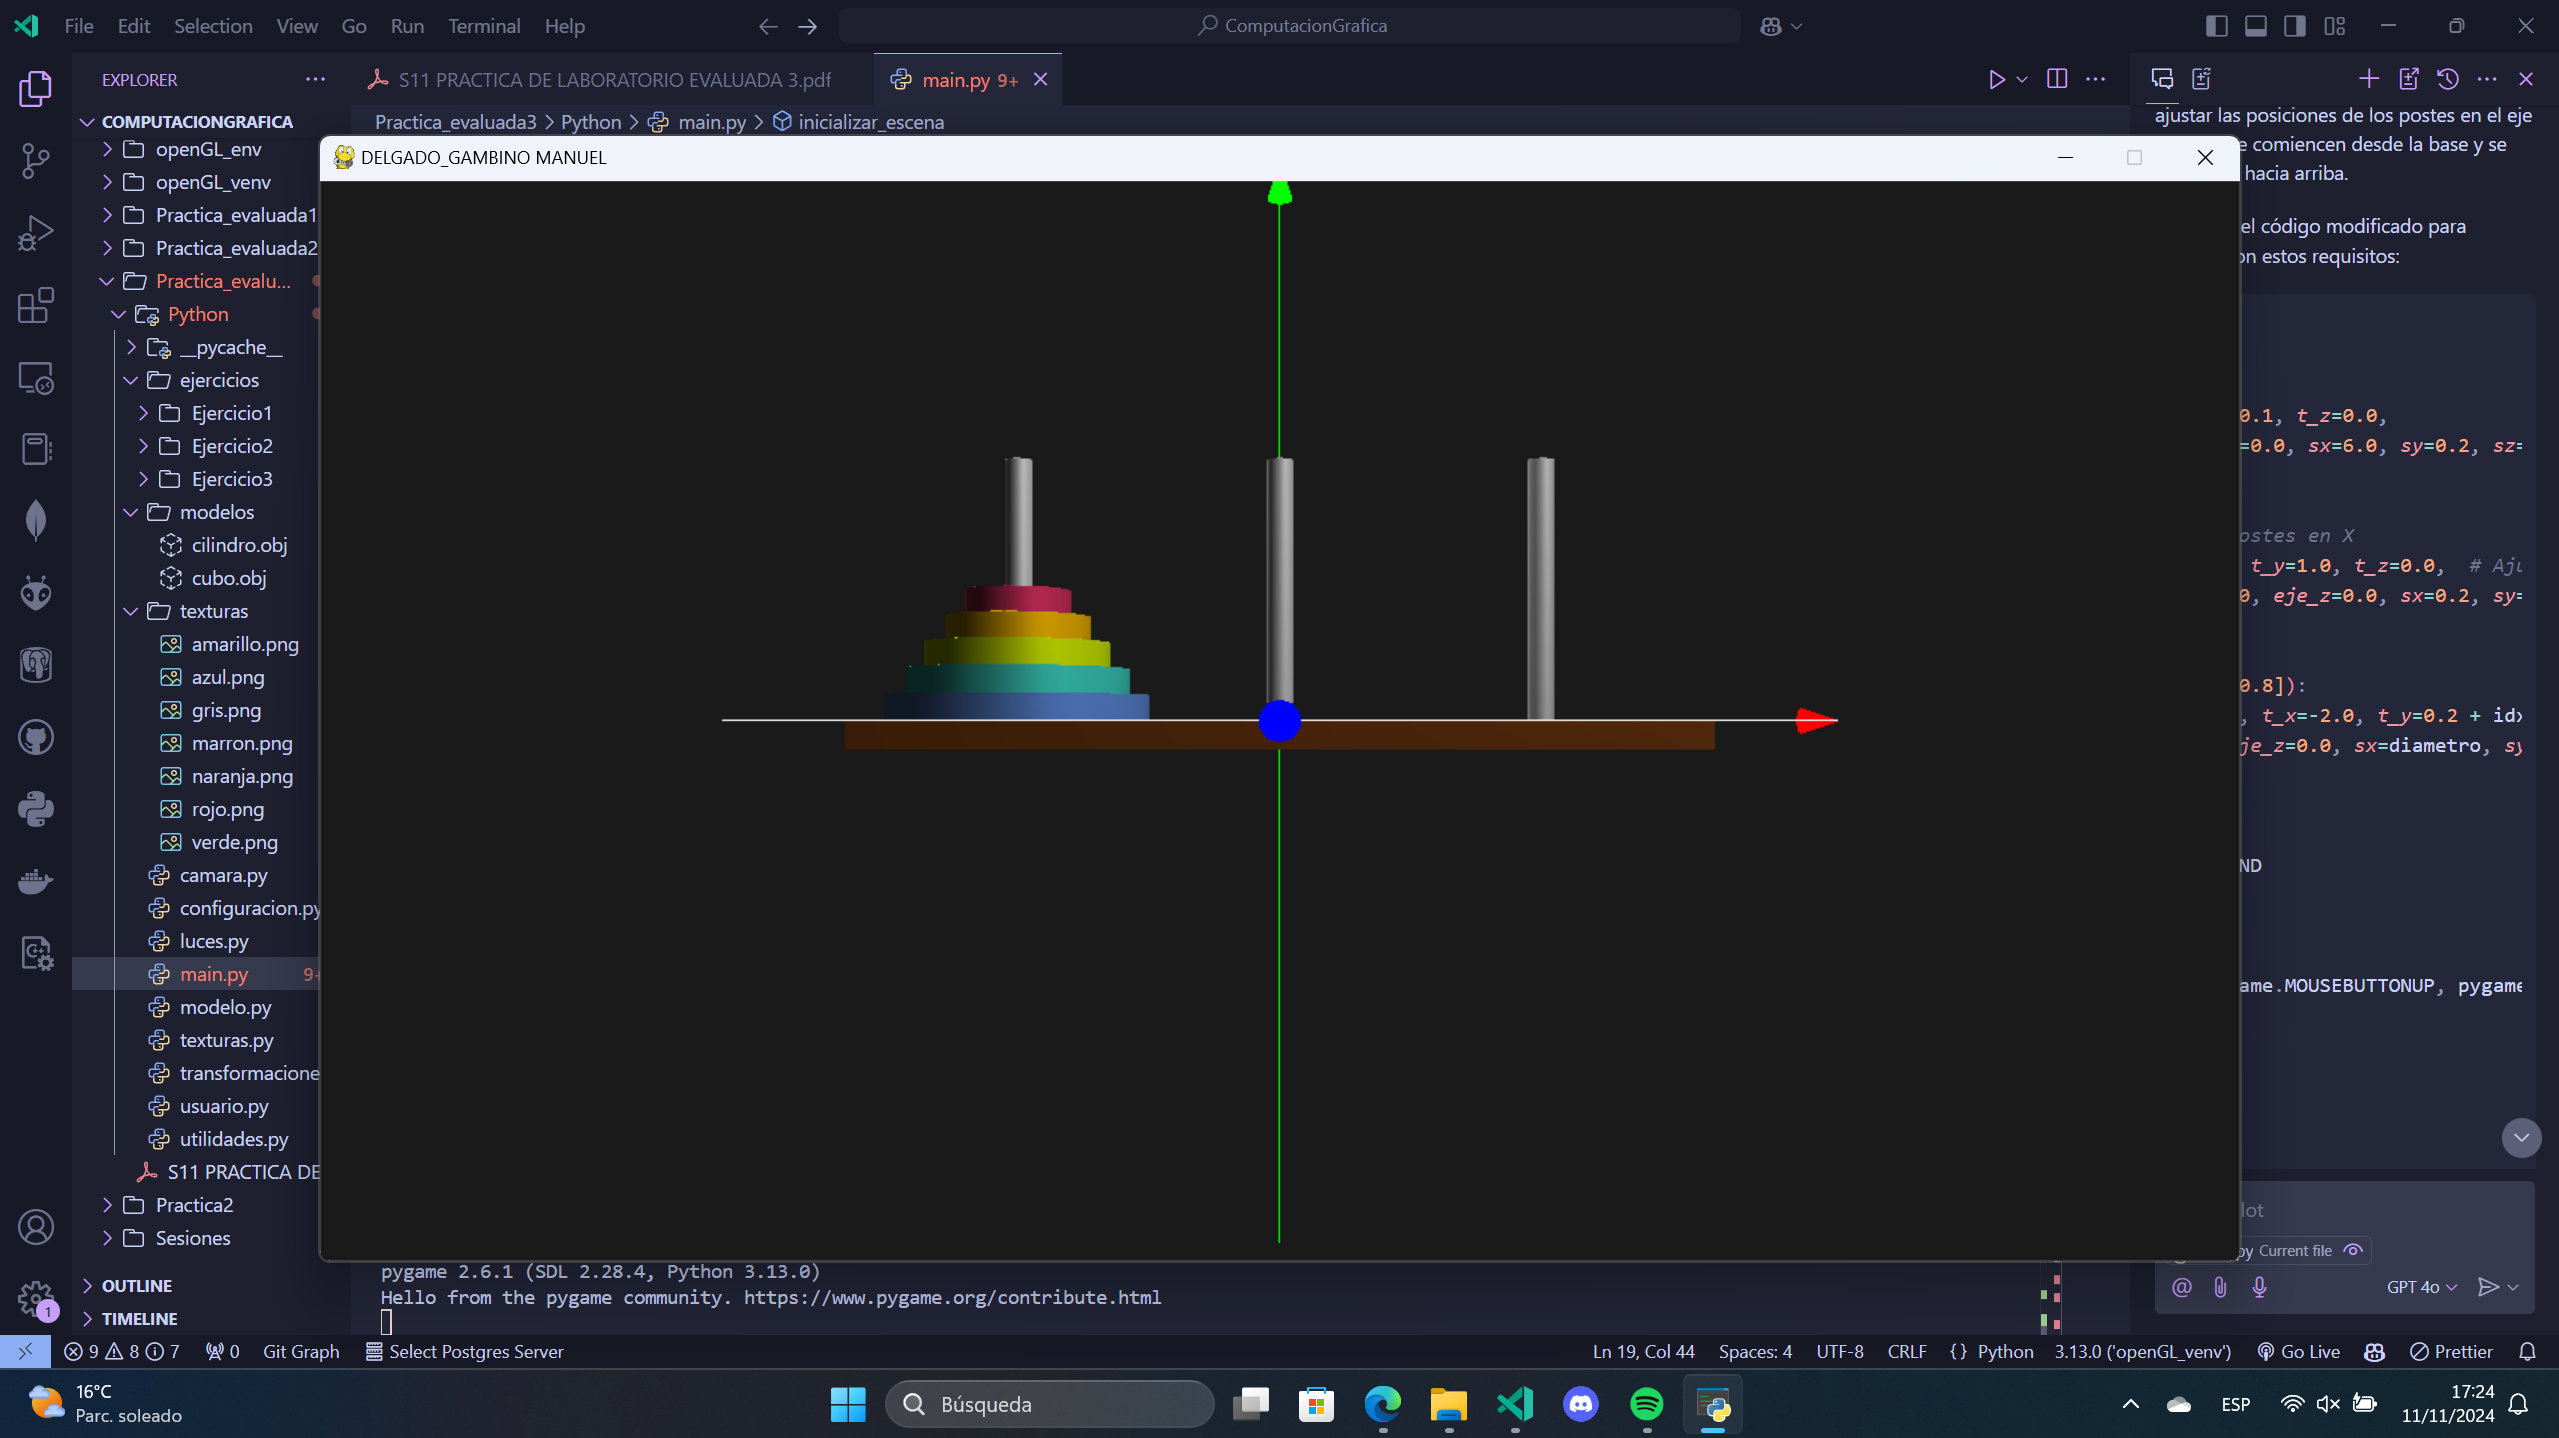 File Edit Selection View Go Run Terminal Help
ComputacionGrafica
EXPLORER
S11 PRACTICA DE LABORATORIO EVALUADA 3.pdf
main.py 9+
COMPUTACIONGRAFICA
Practica_evaluada3 > Python > main.py > inicializar_escena
openGL_env
openGL_venv
Practica_evaluada1
Practica_evaluada2
Practica_evalu...
Python
__pycache__
ejercicios
Ejercicio1
Ejercicio2
Ejercicio3
modelos
cilindro.obj
cubo.obj
texturas
amarillo.png
azul.png
gris.png
marron.png
naranja.png
rojo.png
verde.png
camara.py
configuracion.py
luces.py
main.py 9+
modelo.py
texturas.py
transformacione
usuario.py
utilidades.py
S11 PRACTICA DE
Practica2
Sesiones
OUTLINE
TIMELINE
DELGADO_GAMBINO MANUEL
ajustar las posiciones de los postes en el eje
e comiencen desde la base y se
hacia arriba.
el código modificado para
on estos requisitos:
0.1, t_z=0.0,
=0.0, sx=6.0, sy=0.2, sz=
ostes en X
t_y=1.0, t_z=0.0, # Aju
0, eje_z=0.0, sx=0.2, sy=
0.8]):
, t_x=-2.0, t_y=0.2 + idx
je_z=0.0, sx=diametro, sy
ND
ame.MOUSEBUTTONUP, pygame
lot
py Current file
GPT 4o
pygame 2.6.1 (SDL 2.28.4, Python 3.13.0)
Hello from the pygame community. https://www.pygame.org/contribute.html
1
9 8 7 0 Git Graph Select Postgres Server
Ln 19, Col 44 Spaces: 4 UTF-8 CRLF {} Python 3.13.0 ('openGL_venv') Go Live Prettier
16°C
Parc. soleado
Búsqueda
ESP
17:24
11/11/2024